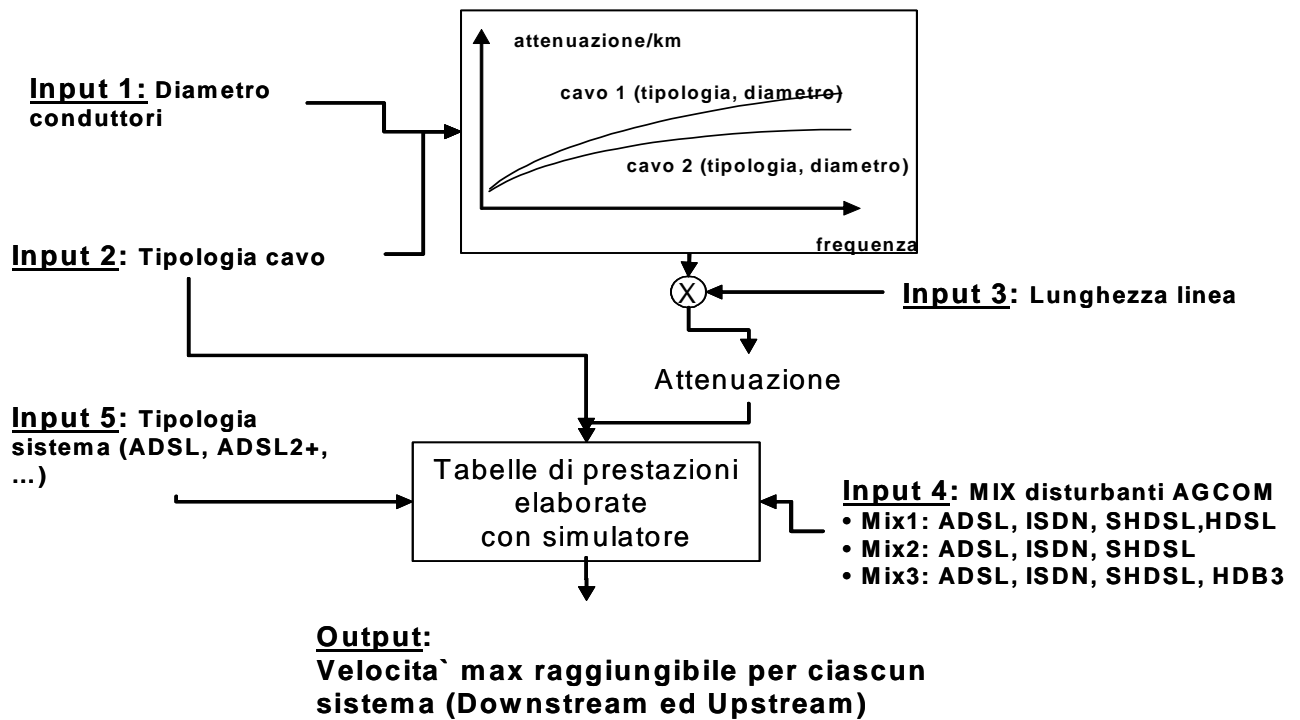 attenuazione/km
Input 1: Diametro
conduttori
cavo 1 (tipologia, diametro)
cavo 2 (tipologia, diametro)
frequenza
Input 2: Tipologia cavo
X
Input 3: Lunghezza linea
Attenuazione
Input 5: Tipologia
sistema (ADSL, ADSL2+,
...)
Tabelle di prestazioni
elaborate
con simulatore
Input 4: MIX disturbanti AGCOM
• Mix1: ADSL, ISDN, SHDSL,HDSL
• Mix2: ADSL, ISDN, SHDSL
• Mix3: ADSL, ISDN, SHDSL, HDB3
Output:
Velocita` max raggiungibile per ciascun
sistema (Downstream ed Upstream)